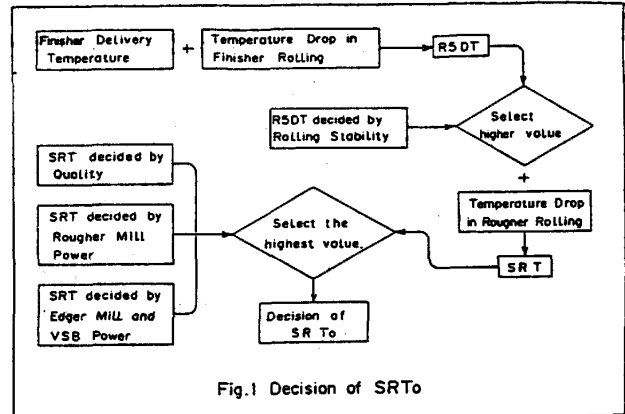 Finisher Delivery
Temperature
+
Temperature Drop in
Finisher Rolling
R5DT
R5DT decided by
Rolling Stability
Select
higher value
+
Temperature Drop
in Rougner Rolling
SRT
SRT decided by
Quality
SRT decided by
Rougher Mill
Power
SRT decided by
Edger Mill and
VSB Power
Select the
highest value.
Decision of
SR To
Fig.1 Decision of SRTo